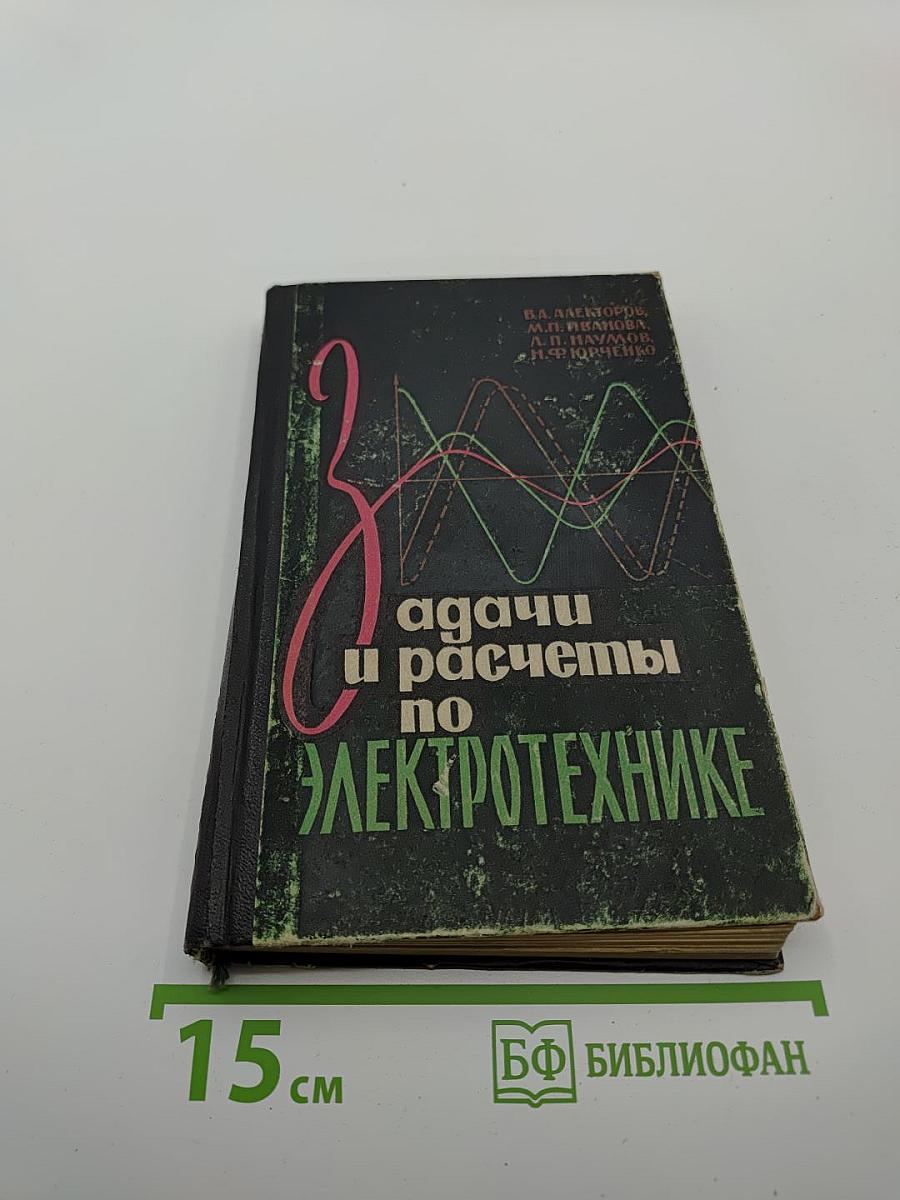 В.А. АЛЕКТОРОВ,
М.П. ИВАНОВА,
Л.П. НАУМОВ,
Н.Ф. ЮРЧЕНКО
Задачи
и расчеты
по
ЭЛЕКТРОТЕХНИКЕ
15 см
БФ БИБЛИОФАН